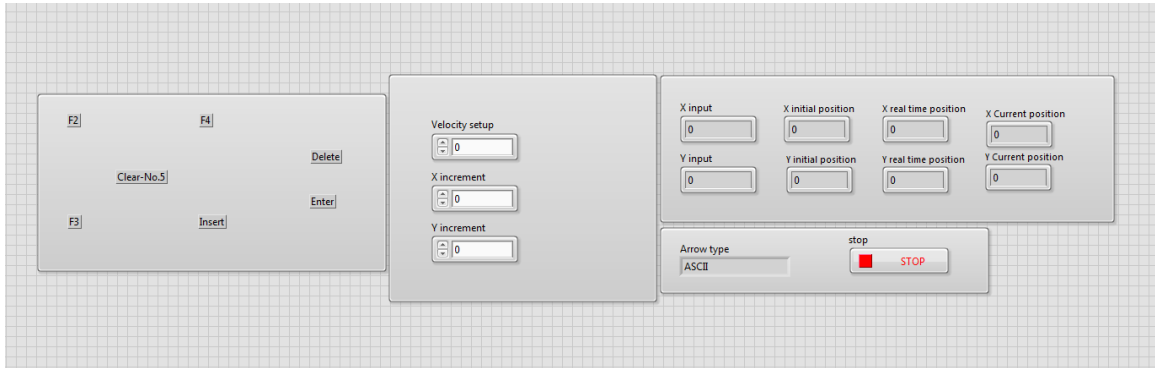 F2
F4
Delete
Clear-No.5
Enter
F3
Insert
Velocity setup
0
X increment
0
Y increment
0
X input
X initial position
X real time position
X Current position
0
0
0
0
Y input
Y initial position
Y real time position
Y Current position
0
0
0
0
Arrow type
ASCII
stop
STOP